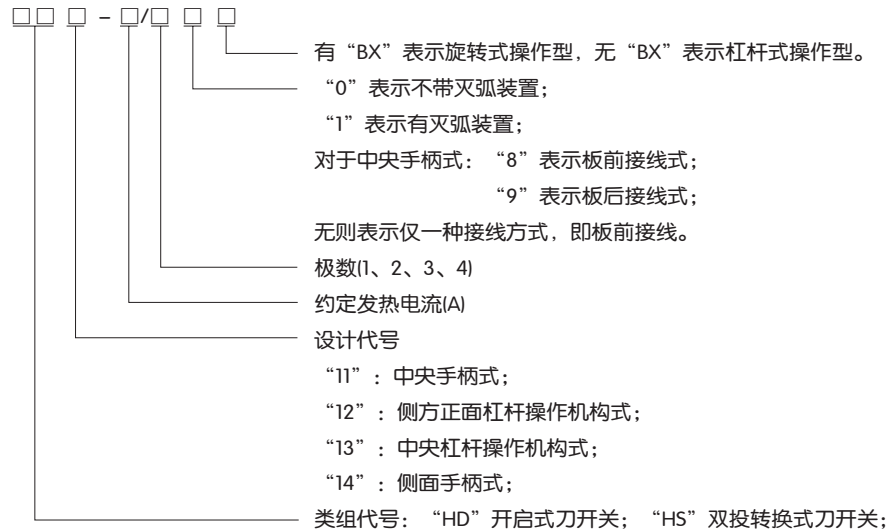 □□ □ – □/□ □ □
有“BX”表示旋转式操作型，无“BX”表示杠杆式操作型。
“0”表示不带灭弧装置；
“1”表示有灭弧装置；
对于中央手柄式：“8”表示板前接线式；
“9”表示板后接线式；
无则表示仅一种接线方式，即板前接线。
极数(1、2、3、4)
约定发热电流(A)
设计代号
“11”：中央手柄式；
“12”：侧方正面杠杆操作机构式；
“13”：中央杠杆操作机构式；
“14”：侧面手柄式；
类组代号：“HD”开启式刀开关；“HS”双投转换式刀开关；